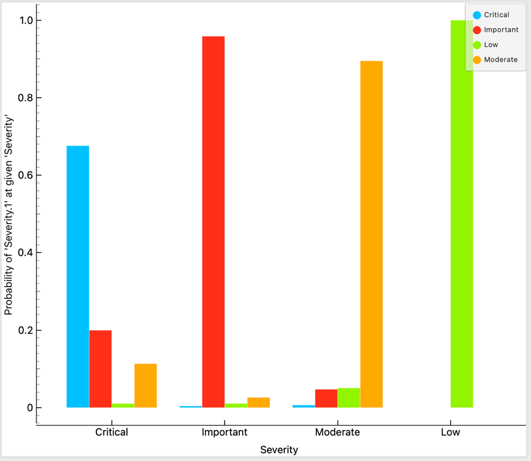 Critical
Important
Low
Moderate
1.0
0.8
0.6
0.4
0.2
0
Probability of 'Severity.1' at given 'Severity'
Critical Important Moderate Low
Severity